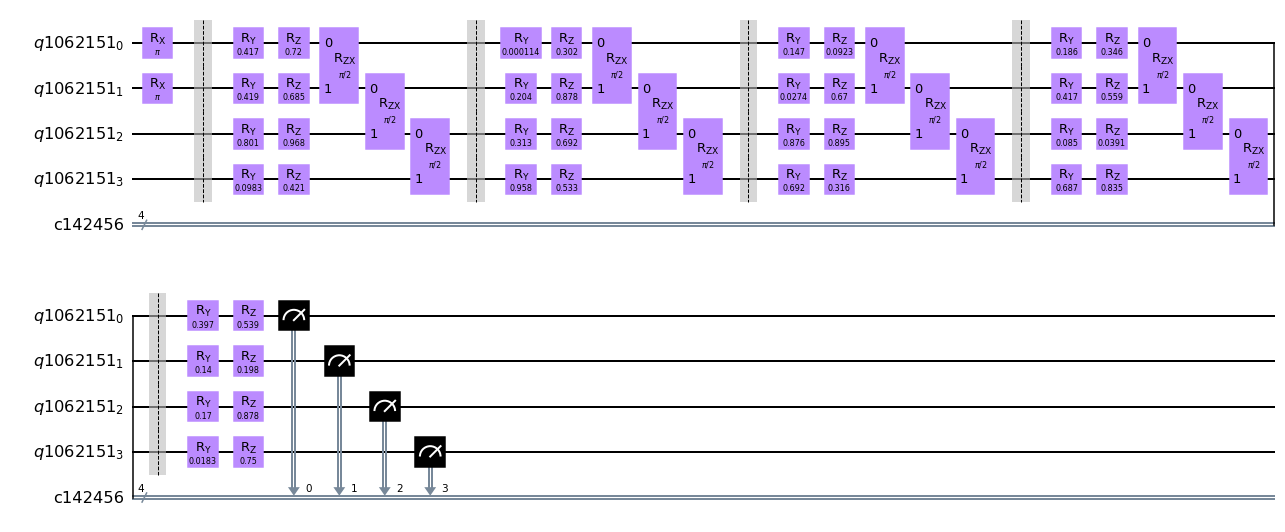 q1062151₀ R_X π R_Y 0.417 R_Z 0.72 0 R_ZX π/2 1 R_Y 0.000114 R_Z 0.302 0 R_ZX π/2 1 R_Y 0.147 R_Z 0.0923 0 R_ZX π/2 1 R_Y 0.186 R_Z 0.346 0 R_ZX π/2 1
q1062151₁ R_X π R_Y 0.419 R_Z 0.685 0 R_ZX π/2 1 R_Y 0.204 R_Z 0.878 0 R_ZX π/2 1 R_Y 0.0274 R_Z 0.67 0 R_ZX π/2 1 R_Y 0.417 R_Z 0.559 0 R_ZX π/2 1
q1062151₂ R_Y 0.801 R_Z 0.968 0 R_ZX π/2 1 R_Y 0.313 R_Z 0.692 0 R_ZX π/2 1 R_Y 0.876 R_Z 0.895 0 R_ZX π/2 1 R_Y 0.085 R_Z 0.0391 0 R_ZX π/2 1
q1062151₃ R_Y 0.0983 R_Z 0.421 R_Y 0.958 R_Z 0.533 R_Y 0.692 R_Z 0.316 R_Y 0.687 R_Z 0.835
c142456 4
q1062151₀ R_Y 0.397 R_Z 0.539
q1062151₁ R_Y 0.14 R_Z 0.198
q1062151₂ R_Y 0.17 R_Z 0.878
q1062151₃ R_Y 0.0183 R_Z 0.75
c142456 4 0 1 2 3